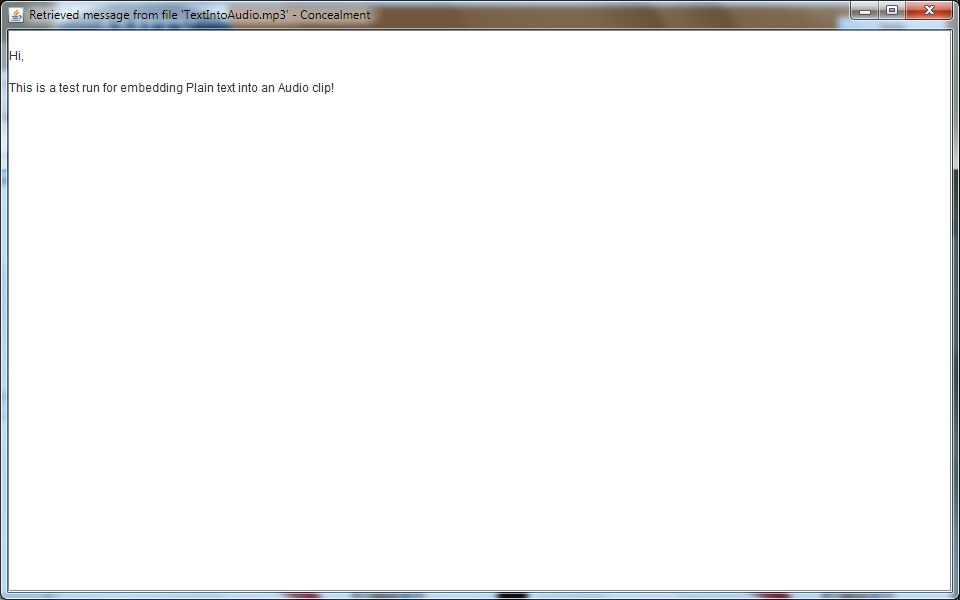 Retrieved message from file 'TextIntoAudio.mp3' - Concealment
Hi,
This is a test run for embedding Plain text into an Audio clip!